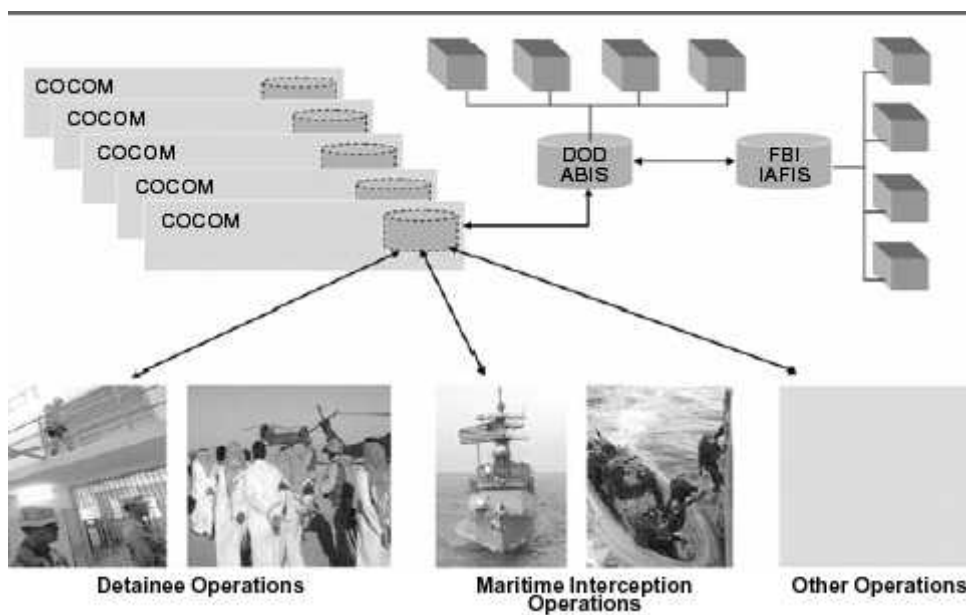 COCOM
COCOM
COCOM
COCOM
COCOM
DOD
ABIS
FBI
IAFIS
Detainee Operations
Maritime Interception
Operations
Other Operations